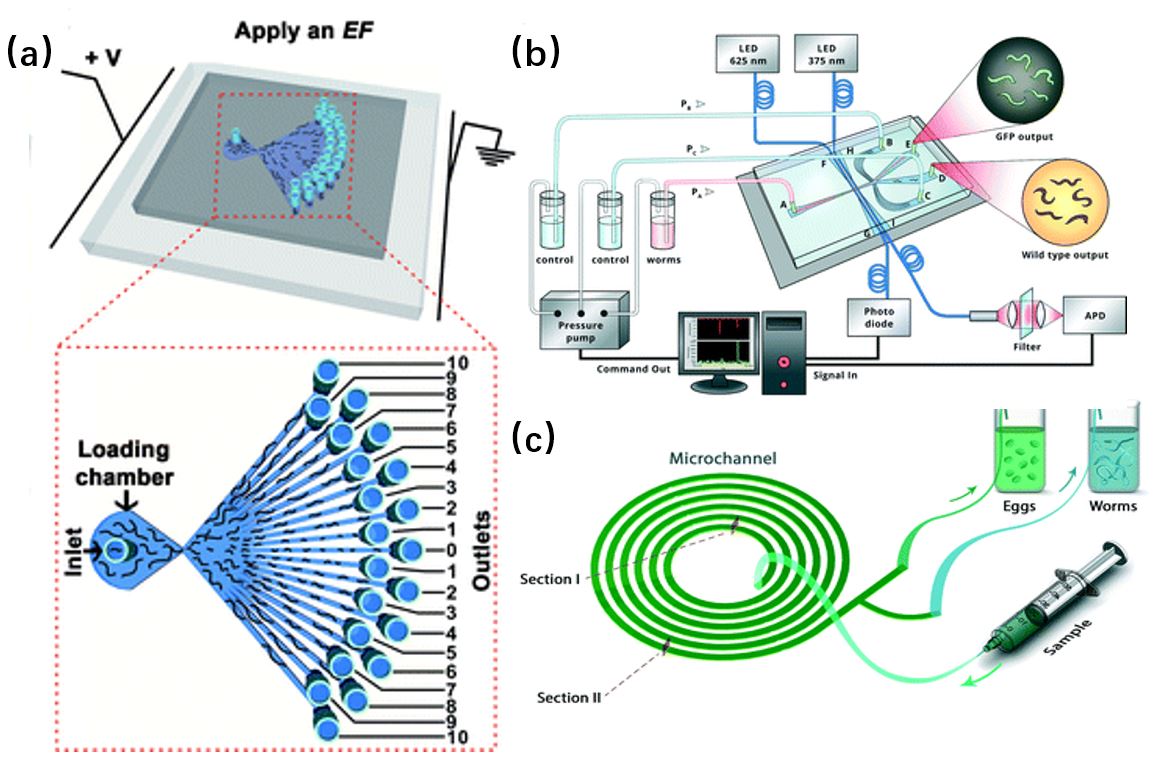 (a)
Apply an EF
+ V
Loading
chamber
Inlet
10
9
8
7
6
5
4
3
2
1
0
1
2
3
4
5
6
7
8
9
10
Outlets
(b)
LED
625 nm
LED
375 nm
GFP output
PB
PC
PA
A
B
C
D
E
F
G
H
I
Wild type output
control
control
worms
Pressure
pump
Photo
diode
Filter
APD
Command Out
Signal In
(c)
Microchannel
Section I
Section II
Eggs
Worms
Sample